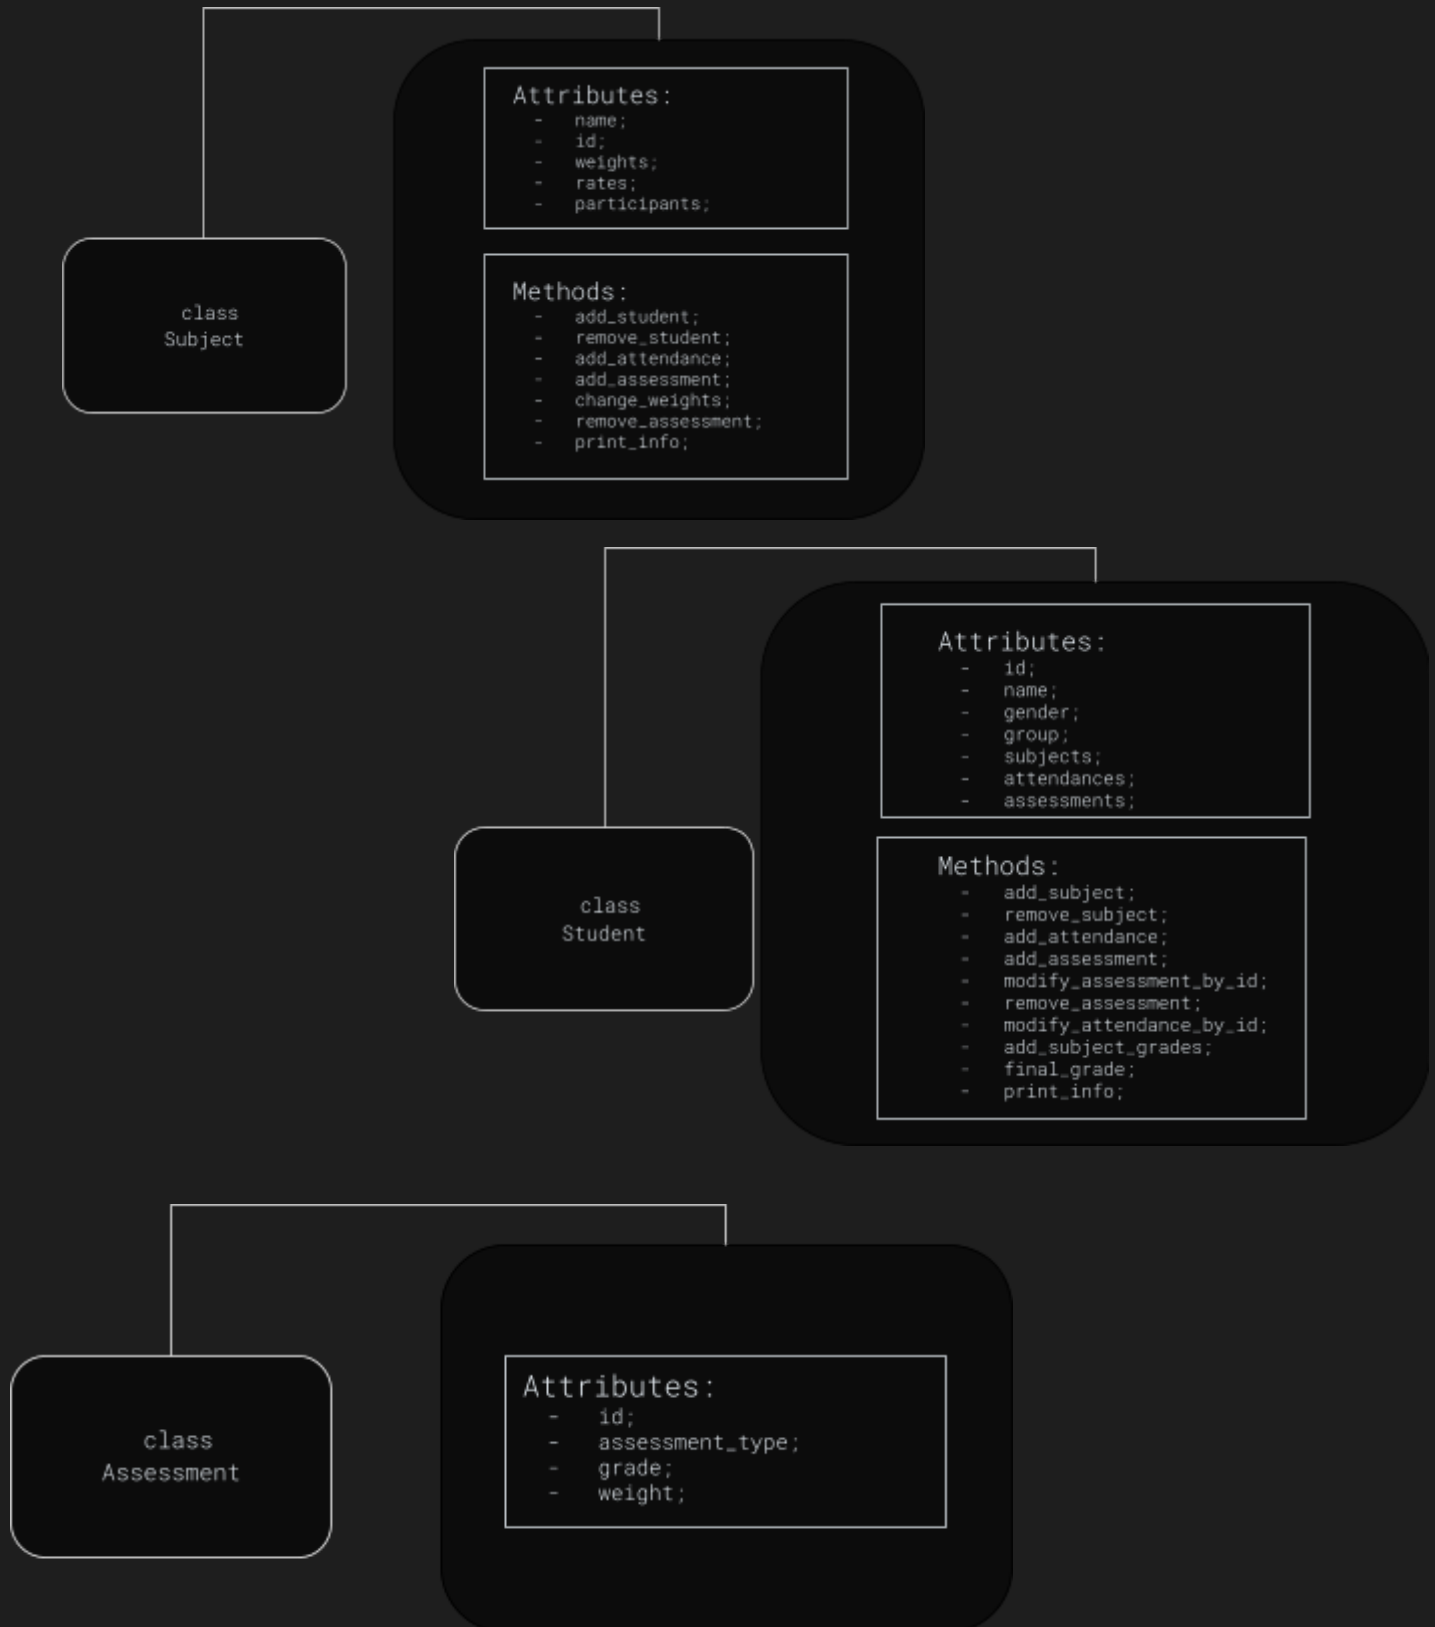 Attributes:
- name;
- id;
- weights;
- rates;
- participants;
class
Subject
Methods:
- add_student;
- remove_student;
- add_attendance;
- add_assessment;
- change_weights;
- remove_assessment;
- print_info;
Attributes:
- id;
- name;
- gender;
- group;
- subjects;
- attendances;
- assessments;
class
Student
Methods:
- add_subject;
- remove_subject;
- add_attendance;
- add_assessment;
- modify_assessment_by_id;
- remove_assessment;
- modify_attendance_by_id;
- add_subject_grades;
- final_grade;
- print_info;
class
Assessment
Attributes:
- id;
- assessment_type;
- grade;
- weight;